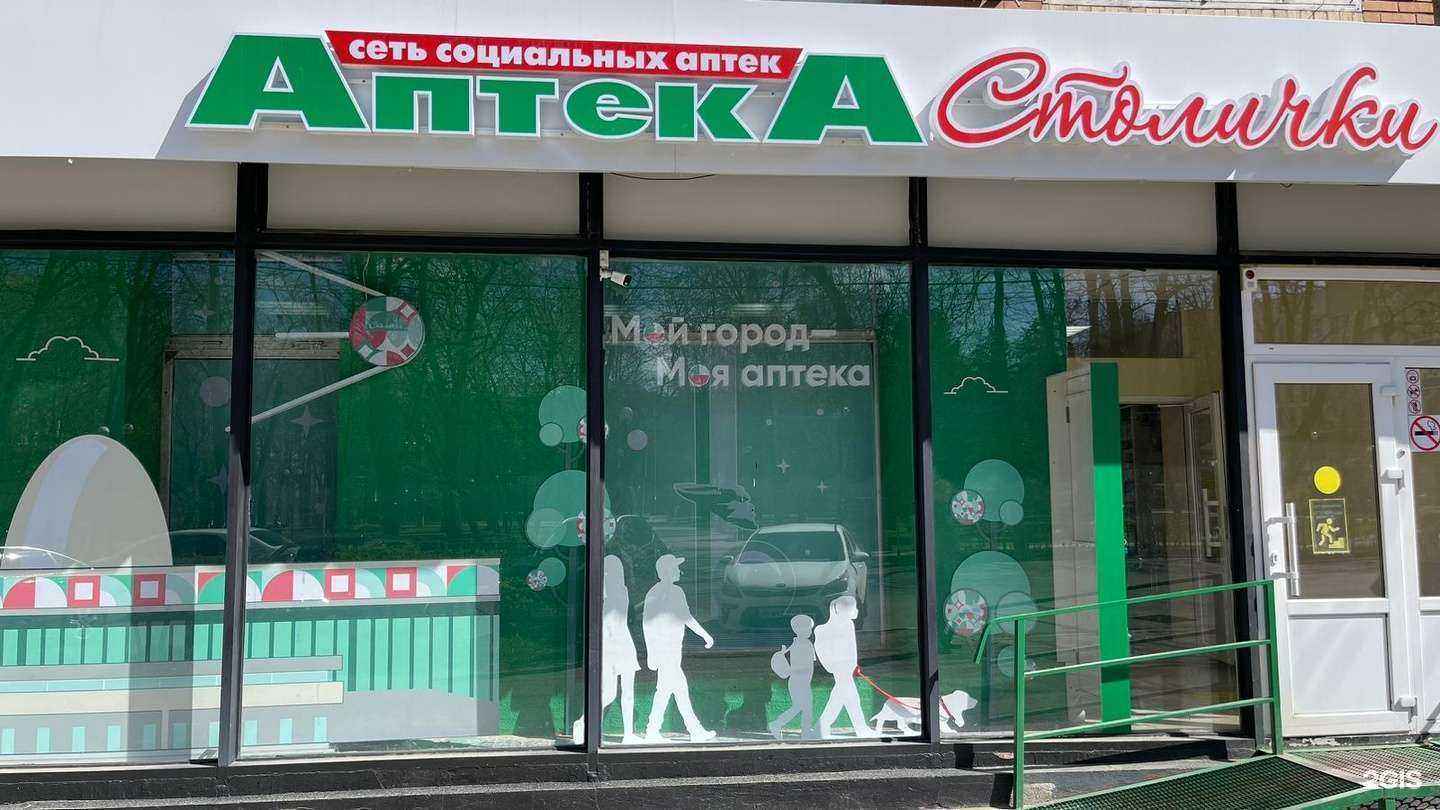 сеть социальных аптек
АптекА Столички
Мой город–
Моя аптека
2GIS